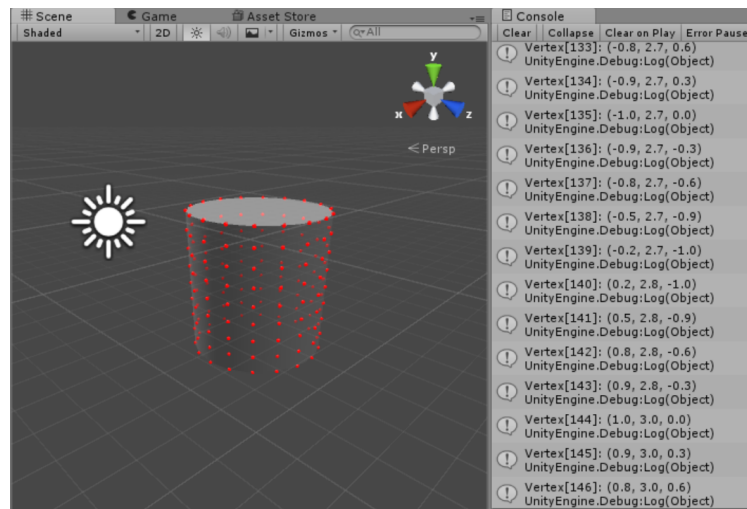 Scene Game Asset Store
Shaded 2D Gizmos All
y
x z
Persp
Console
Clear Collapse Clear on Play Error Pause
Vertex[133]: (-0.8, 2.7, 0.6)
UnityEngine.Debug:Log(Object)
Vertex[134]: (-0.9, 2.7, 0.3)
UnityEngine.Debug:Log(Object)
Vertex[135]: (-1.0, 2.7, 0.0)
UnityEngine.Debug:Log(Object)
Vertex[136]: (-0.9, 2.7, -0.3)
UnityEngine.Debug:Log(Object)
Vertex[137]: (-0.8, 2.7, -0.6)
UnityEngine.Debug:Log(Object)
Vertex[138]: (-0.5, 2.7, -0.9)
UnityEngine.Debug:Log(Object)
Vertex[139]: (-0.2, 2.7, -1.0)
UnityEngine.Debug:Log(Object)
Vertex[140]: (0.2, 2.8, -1.0)
UnityEngine.Debug:Log(Object)
Vertex[141]: (0.5, 2.8, -0.9)
UnityEngine.Debug:Log(Object)
Vertex[142]: (0.8, 2.8, -0.6)
UnityEngine.Debug:Log(Object)
Vertex[143]: (0.9, 2.8, -0.3)
UnityEngine.Debug:Log(Object)
Vertex[144]: (1.0, 3.0, 0.0)
UnityEngine.Debug:Log(Object)
Vertex[145]: (0.9, 3.0, 0.3)
UnityEngine.Debug:Log(Object)
Vertex[146]: (0.8, 3.0, 0.6)
UnityEngine.Debug:Log(Object)